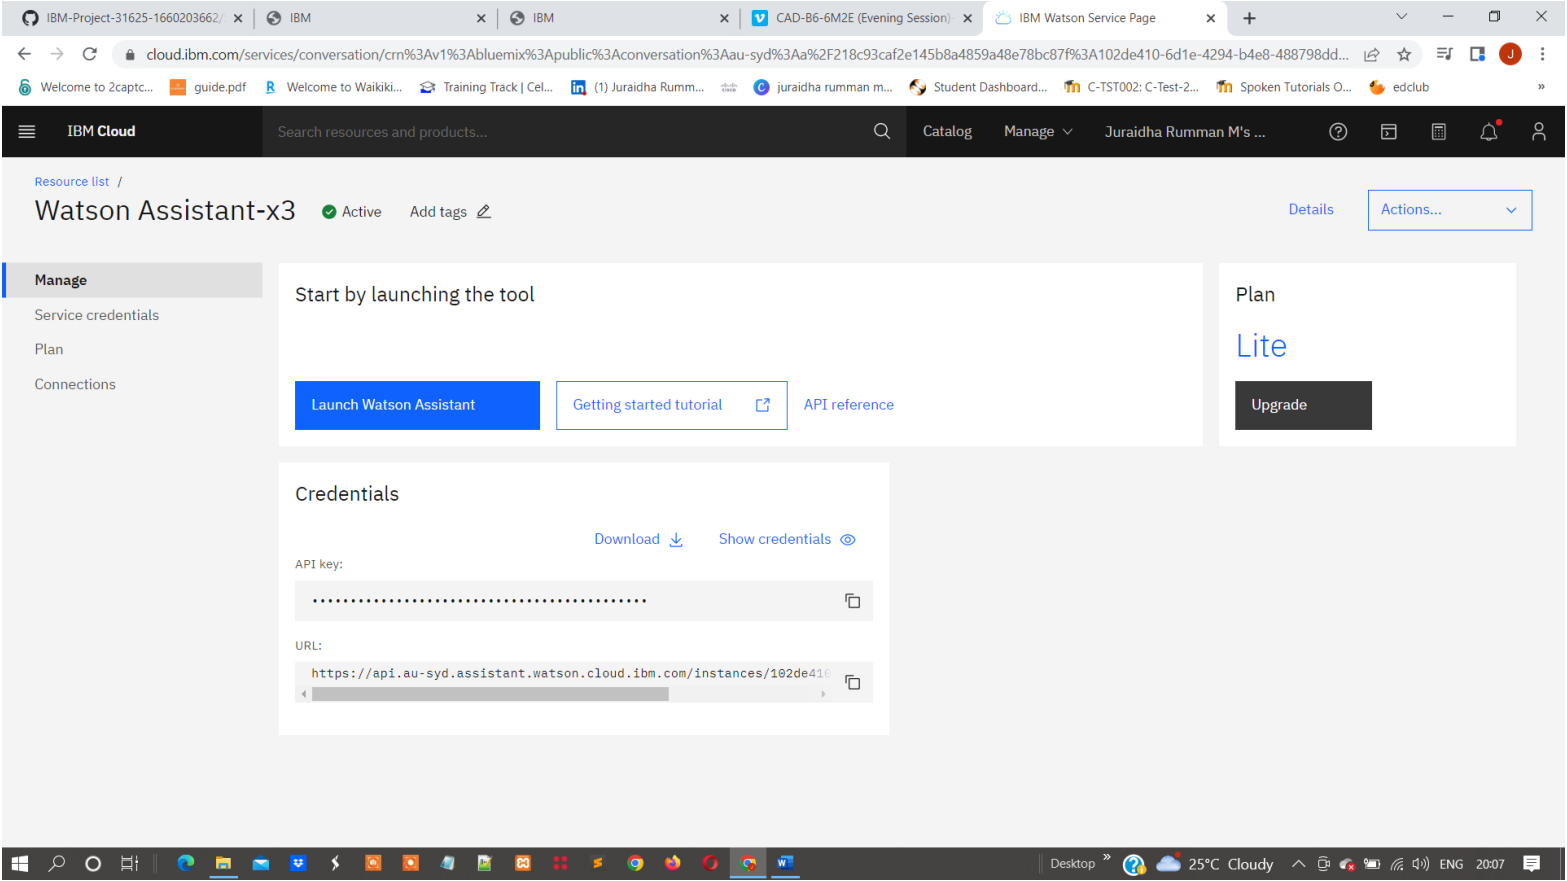 IBM-Project-31625-1660203662/
IBM
IBM
CAD-B6-6M2E (Evening Session)
IBM Watson Service Page
cloud.ibm.com/services/conversation/crn%3Av1%3Abluemix%3Apublic%3Aconversation%3Aau-syd%3Aa%2F218c93caf2e145b8a4859a48e78bc87f%3A102de410-6d1e-4294-b4e8-488798dd...
J
Welcome to 2captc...
guide.pdf
Welcome to Waikiki...
Training Track | Cel...
(1) Juraidha Rumm...
juraidha rumman m...
Student Dashboard...
C-TST002: C-Test-2...
Spoken Tutorials O...
edclub
»
IBM Cloud
Search resources and products...
Catalog
Manage
Juraidha Rumman M's ...
Resource list /
Watson Assistant-x3
Active
Add tags
Details
Actions...
Manage
Service credentials
Plan
Connections
Start by launching the tool
Launch Watson Assistant
Getting started tutorial
API reference
Plan
Lite
Upgrade
Credentials
Download
Show credentials
API key:
••••••••••••••••••••••••••••••••••••••••••••
URL:
https://api.au-syd.assistant.watson.cloud.ibm.com/instances/102de410
Desktop »
25°C Cloudy
ENG
20:07